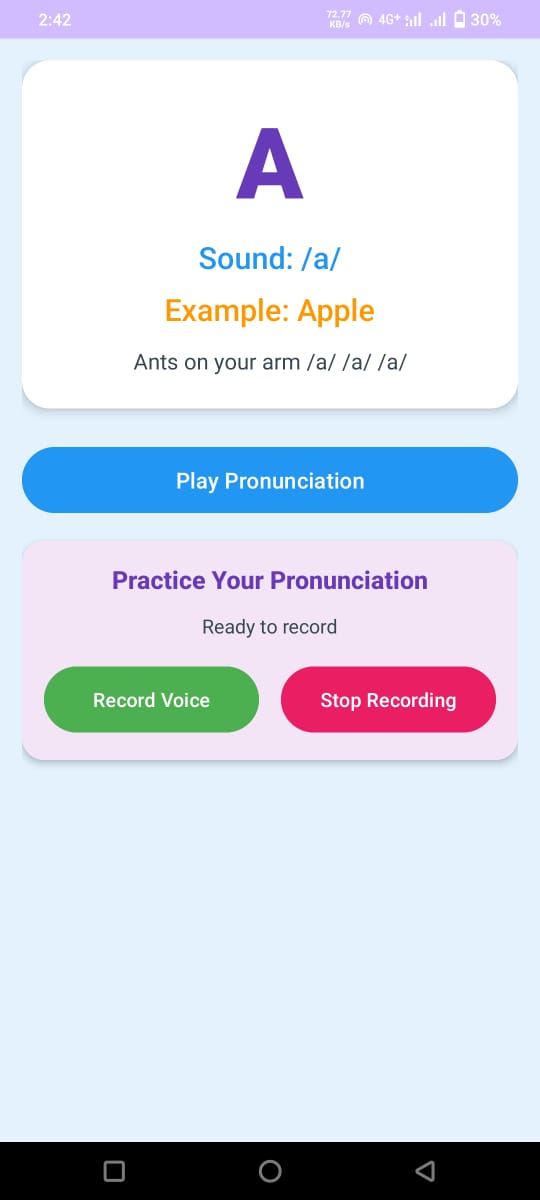 2:42 72.77 KB/s 4G+ 30%
A
Sound: /a/
Example: Apple
Ants on your arm /a/ /a/ /a/
Play Pronunciation
Practice Your Pronunciation
Ready to record
Record Voice Stop Recording